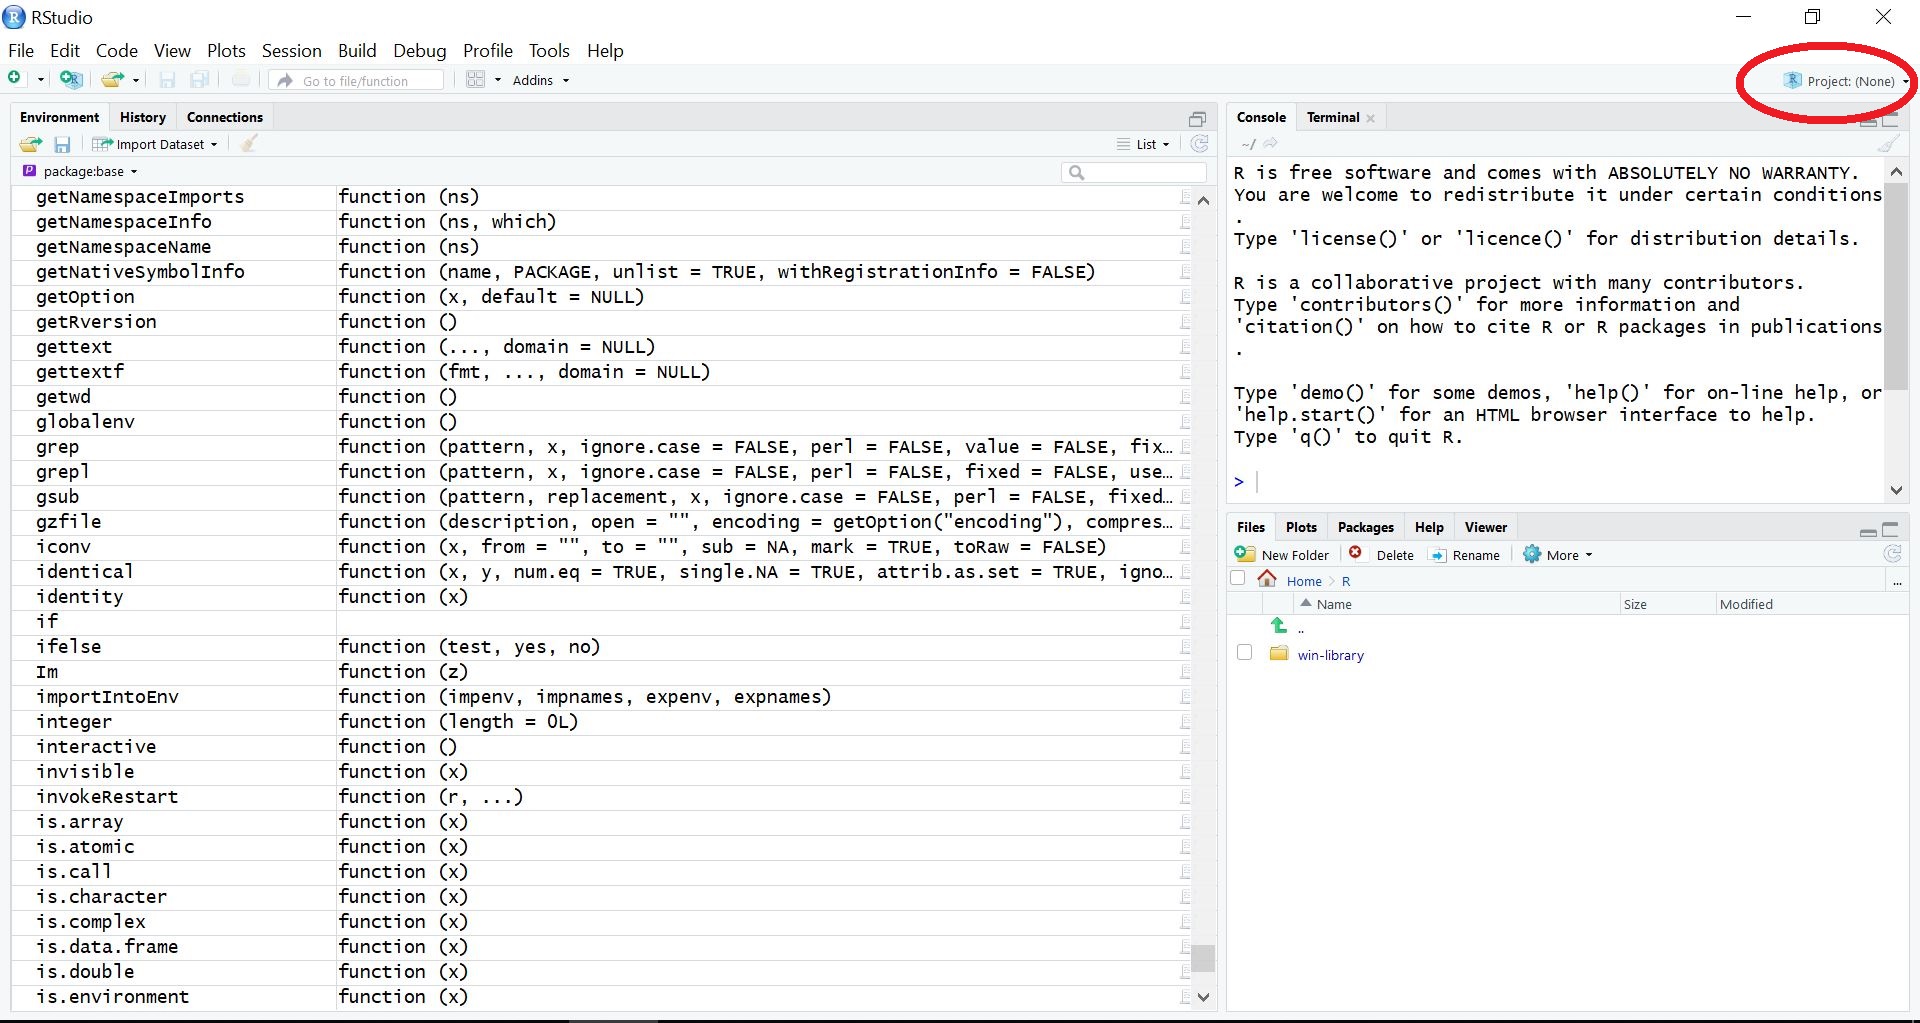 RStudio
File Edit Code View Plots Session Build Debug Profile Tools Help
Go to file/function Addins Project: (None)
Environment History Connections
Import Dataset List
package:base
getNamespaceImports function (ns)
getNamespaceInfo function (ns, which)
getNamespaceName function (ns)
getNativeSymbolInfo function (name, PACKAGE, unlist = TRUE, withRegistrationInfo = FALSE)
getOption function (x, default = NULL)
getRversion function ()
gettext function (..., domain = NULL)
gettextf function (fmt, ..., domain = NULL)
getwd function ()
globalenv function ()
grep function (pattern, x, ignore.case = FALSE, perl = FALSE, value = FALSE, fix…
grepl function (pattern, x, ignore.case = FALSE, perl = FALSE, fixed = FALSE, use…
gsub function (pattern, replacement, x, ignore.case = FALSE, perl = FALSE, fixed…
gzfile function (description, open = "", encoding = getOption("encoding"), compres…
iconv function (x, from = "", to = "", sub = NA, mark = TRUE, toRaw = FALSE)
identical function (x, y, num.eq = TRUE, single.NA = TRUE, attrib.as.set = TRUE, igno…
identity function (x)
if
ifelse function (test, yes, no)
Im function (z)
importIntoEnv function (impenv, impnames, expenv, expnames)
integer function (length = 0L)
interactive function ()
invisible function (x)
invokeRestart function (r, ...)
is.array function (x)
is.atomic function (x)
is.call function (x)
is.character function (x)
is.complex function (x)
is.data.frame function (x)
is.double function (x)
is.environment function (x)
Console Terminal
~/
R is free software and comes with ABSOLUTELY NO WARRANTY.
You are welcome to redistribute it under certain conditions
.
Type 'license()' or 'licence()' for distribution details.
R is a collaborative project with many contributors.
Type 'contributors()' for more information and
'citation()' on how to cite R or R packages in publications
.
Type 'demo()' for some demos, 'help()' for on-line help, or
'help.start()' for an HTML browser interface to help.
Type 'q()' to quit R.
>
Files Plots Packages Help Viewer
New Folder Delete Rename More
Home R ...
Name Size Modified
..
win-library